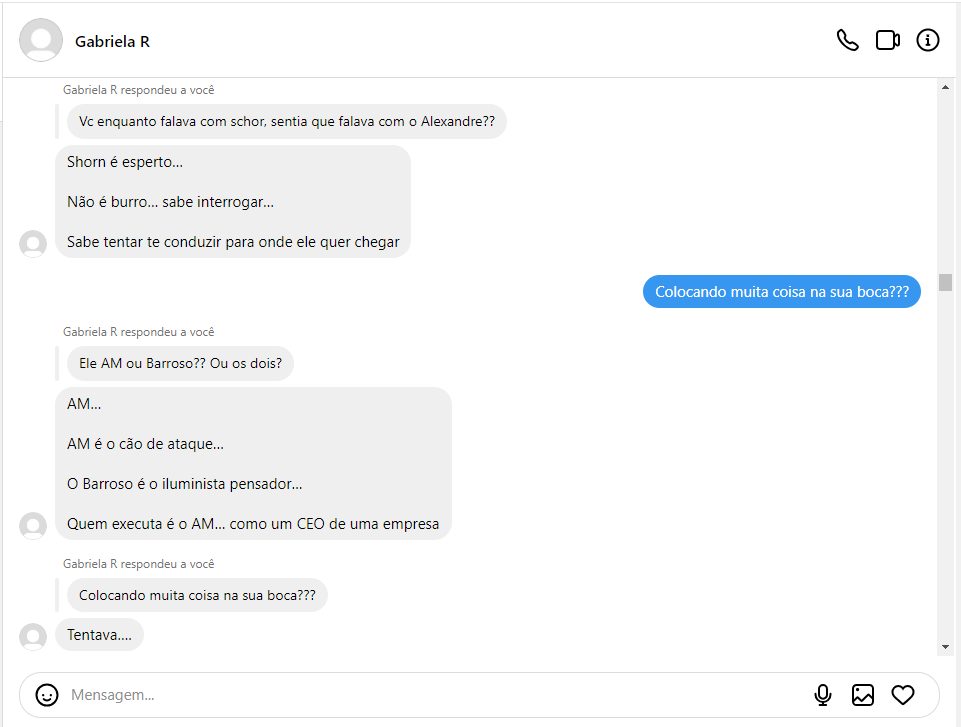 Gabriela R
Gabriela R respondeu a você
Vc enquanto falava com schor, sentia que falava com o Alexandre??
Shorn é esperto...
Não é burro... sabe interrogar...
Sabe tentar te conduzir para onde ele quer chegar
Colocando muita coisa na sua boca???
Gabriela R respondeu a você
Ele AM ou Barroso?? Ou os dois?
AM...
AM é o cão de ataque...
O Barroso é o iluminista pensador...
Quem executa é o AM... como um CEO de uma empresa
Gabriela R respondeu a você
Colocando muita coisa na sua boca???
Tentava....
Mensagem...